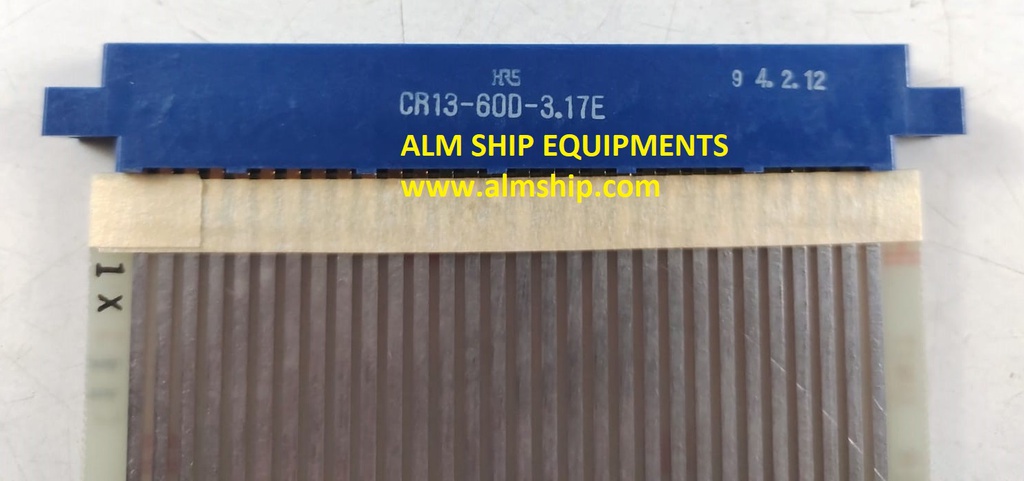 HRS
9 4. 2. 12
CR13-60D-3.17E
ALM SHIP EQUIPMENTS
www.almship.com
1 X